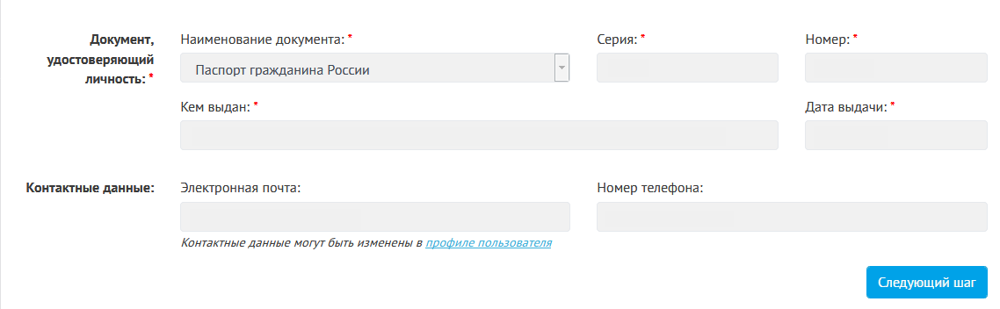 Документ, удостоверяющий личность: *
Наименование документа: *
Серия: *
Номер: *
Паспорт гражданина России
Кем выдан: *
Дата выдачи: *
Контактные данные:
Электронная почта:
Номер телефона:
Контактные данные могут быть изменены в профиле пользователя
Следующий шаг